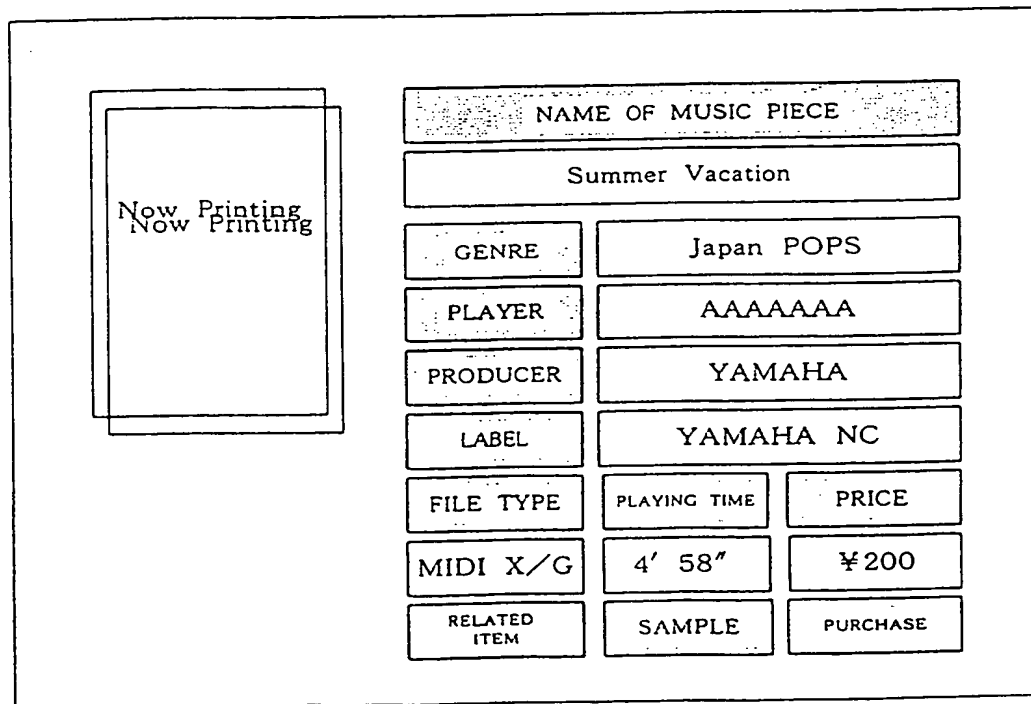 Now Printing
Now Printing
NAME OF MUSIC PIECE
Summer Vacation
GENRE Japan POPS
PLAYER AAAAAAA
PRODUCER YAMAHA
LABEL YAMAHA NC
FILE TYPE PLAYING TIME PRICE
MIDI X/G 4′ 58″ ¥200
RELATED
ITEM
SAMPLE PURCHASE